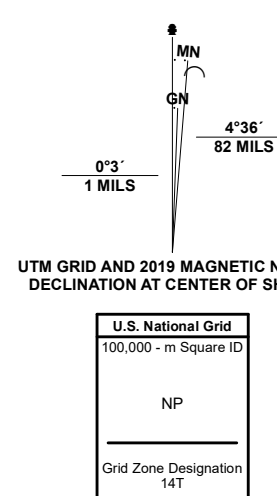 MN
GN
4°36´
82 MILS
0°3´
1 MILS
UTM GRID AND 2019 MAGNETIC N
DECLINATION AT CENTER OF SH
U.S. National Grid
100,000 - m Square ID
NP
Grid Zone Designation
14T